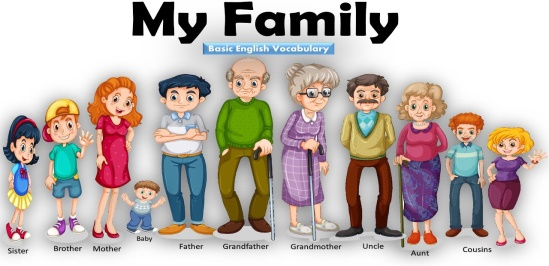 My Family
Basic English Vocabulary
Sister Brother Mother Baby Father Grandfather Grandmother Uncle Aunt Cousins